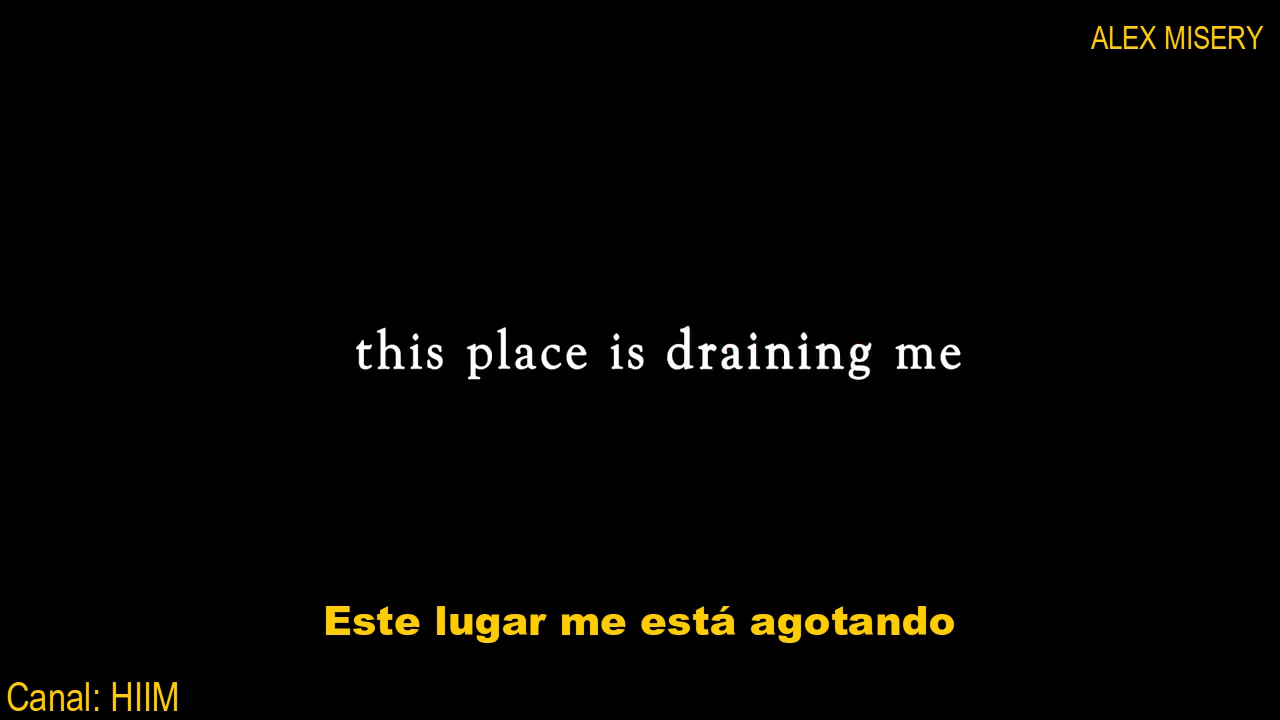 ALEX MISERY
this place is draining me
Este lugar me está agotando
Canal: HIIM